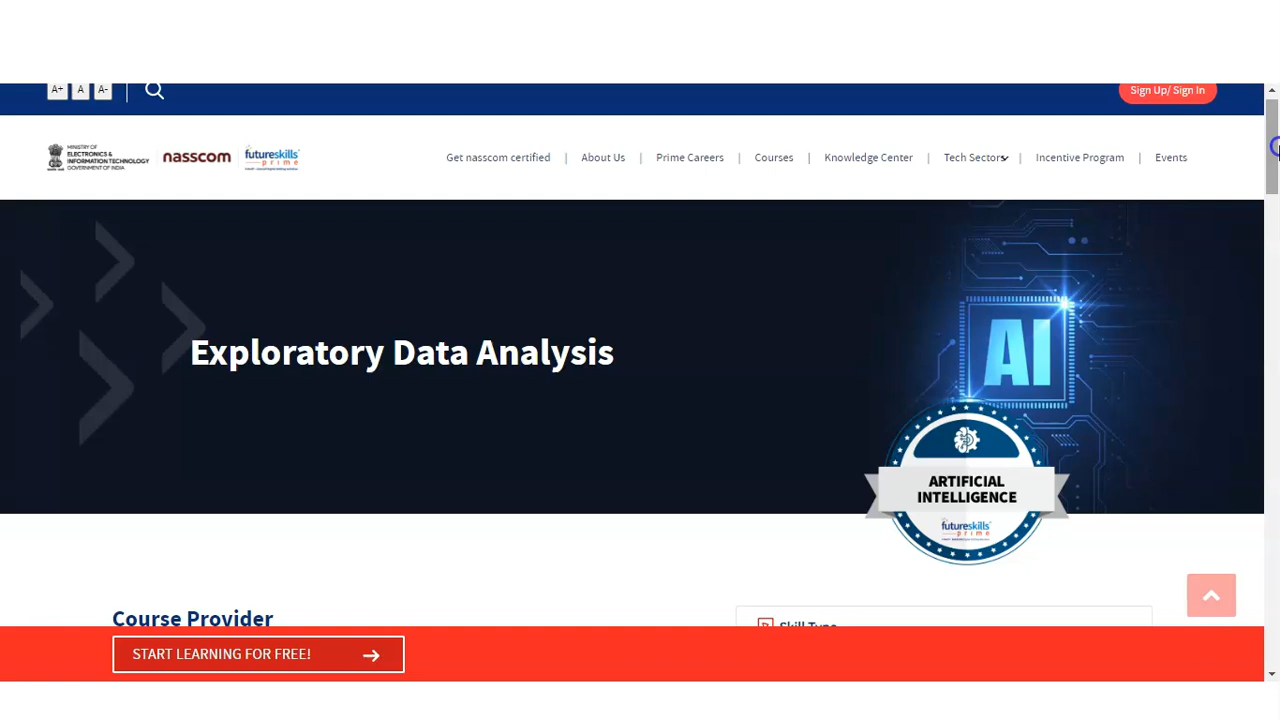 A+ A A-
Sign Up/ Sign In
MINISTRY OF
ELECTRONICS &
INFORMATION TECHNOLOGY
GOVERNMENT OF INDIA
nasscom
futureskills
prime
Get nasscom certified | About Us | Prime Careers | Courses | Knowledge Center | Tech Sectors | Incentive Program | Events
AI
Exploratory Data Analysis
ARTIFICIAL
INTELLIGENCE
futureskills
prime
Course Provider
Skill Type
START LEARNING FOR FREE!